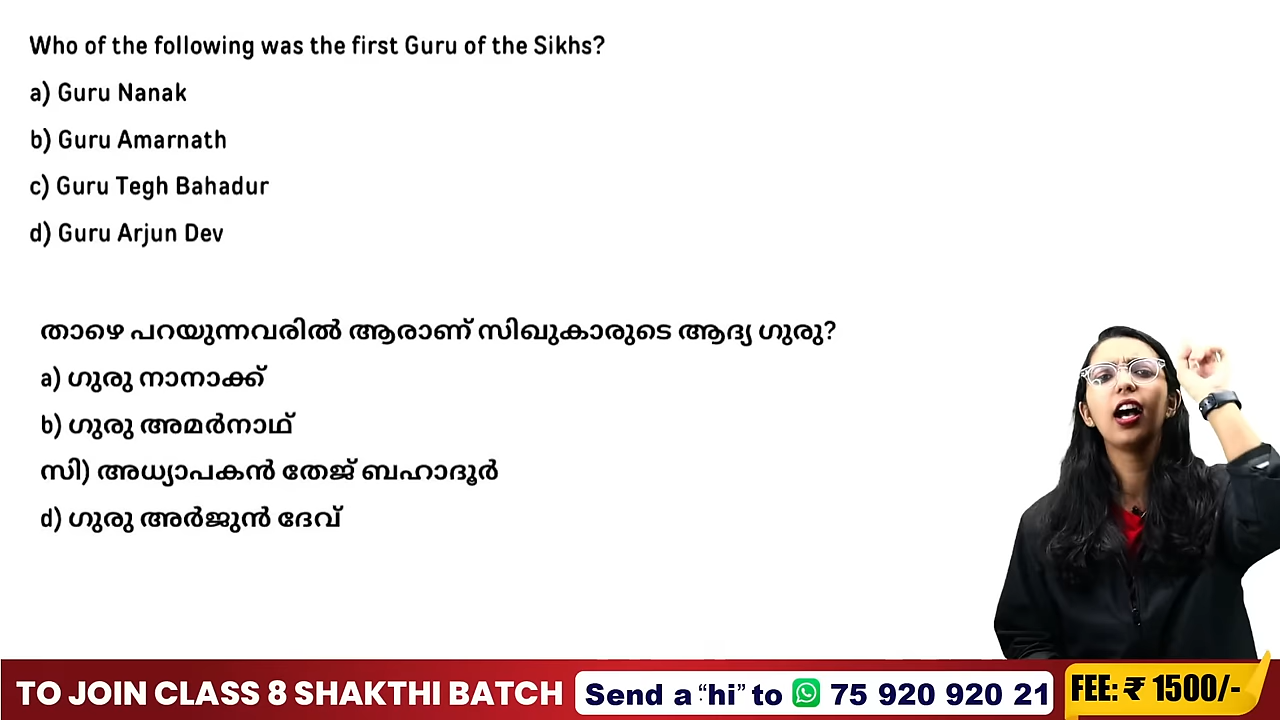 Who of the following was the first Guru of the Sikhs?
a) Guru Nanak
b) Guru Amarnath
c) Guru Tegh Bahadur
d) Guru Arjun Dev
താഴെ പറയുന്നവരിൽ ആരാണ് സിഖുകാരുടെ ആദ്യ ഗുരു?
a) ഗുരു നാനാക്ക്
b) ഗുരു അമർനാഥ്
സി) അധ്യാപകൻ തേജ് ബഹാദൂർ
d) ഗുരു അർജുൻ ദേവ്
TO JOIN CLASS 8 SHAKTHI BATCH Send a “hi” to 75 920 920 21 FEE: ₹ 1500/-